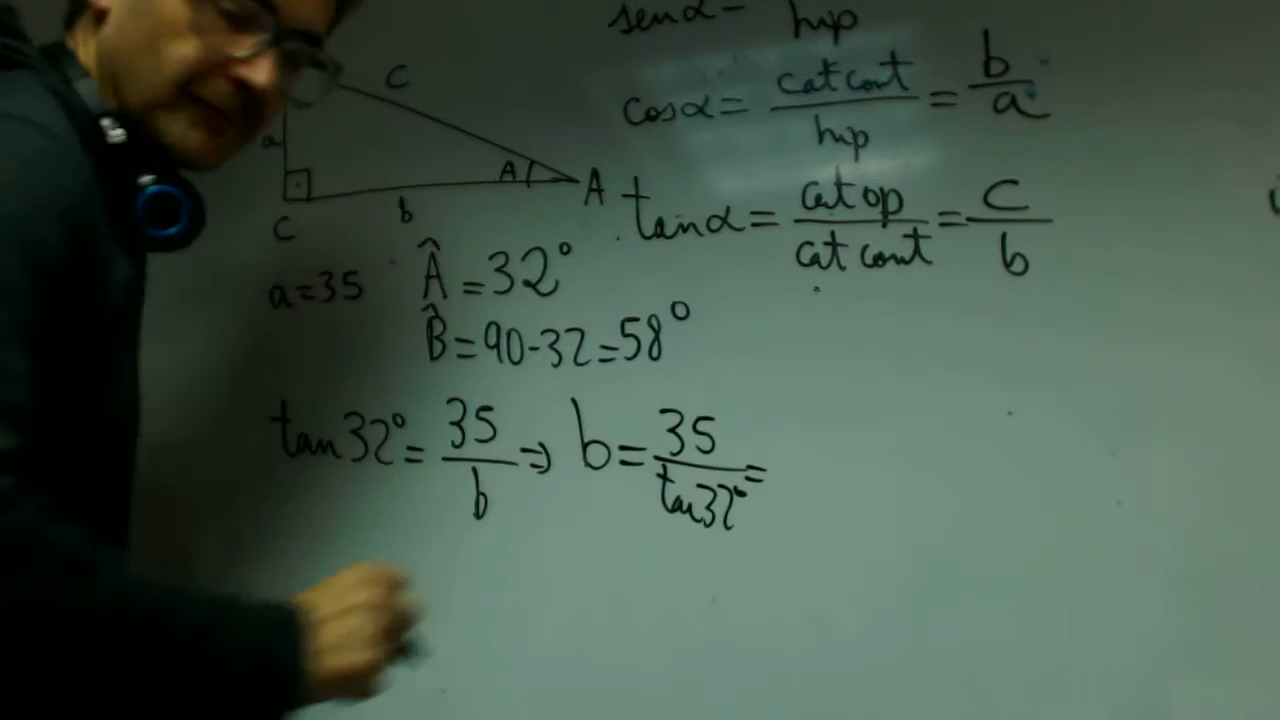 senα = hip
cosα = cat cont / hip = b / a
tanα = cat op / cat cont = c / b
c
a
A
A
C
b
a=35
Â = 32°
B̂ = 90-32 = 58°
tan32° = 35 / b ⇒ b = 35 / tan32° =